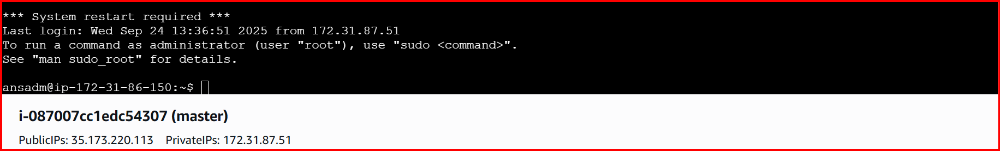 *** System restart required ***
Last login: Wed Sep 24 13:36:51 2025 from 172.31.87.51
To run a command as administrator (user "root"), use "sudo <command>".
See "man sudo_root" for details.
ansadm@ip-172-31-86-150:~$
i-087007cc1edc54307 (master)
PublicIPs: 35.173.220.113 PrivateIPs: 172.31.87.51